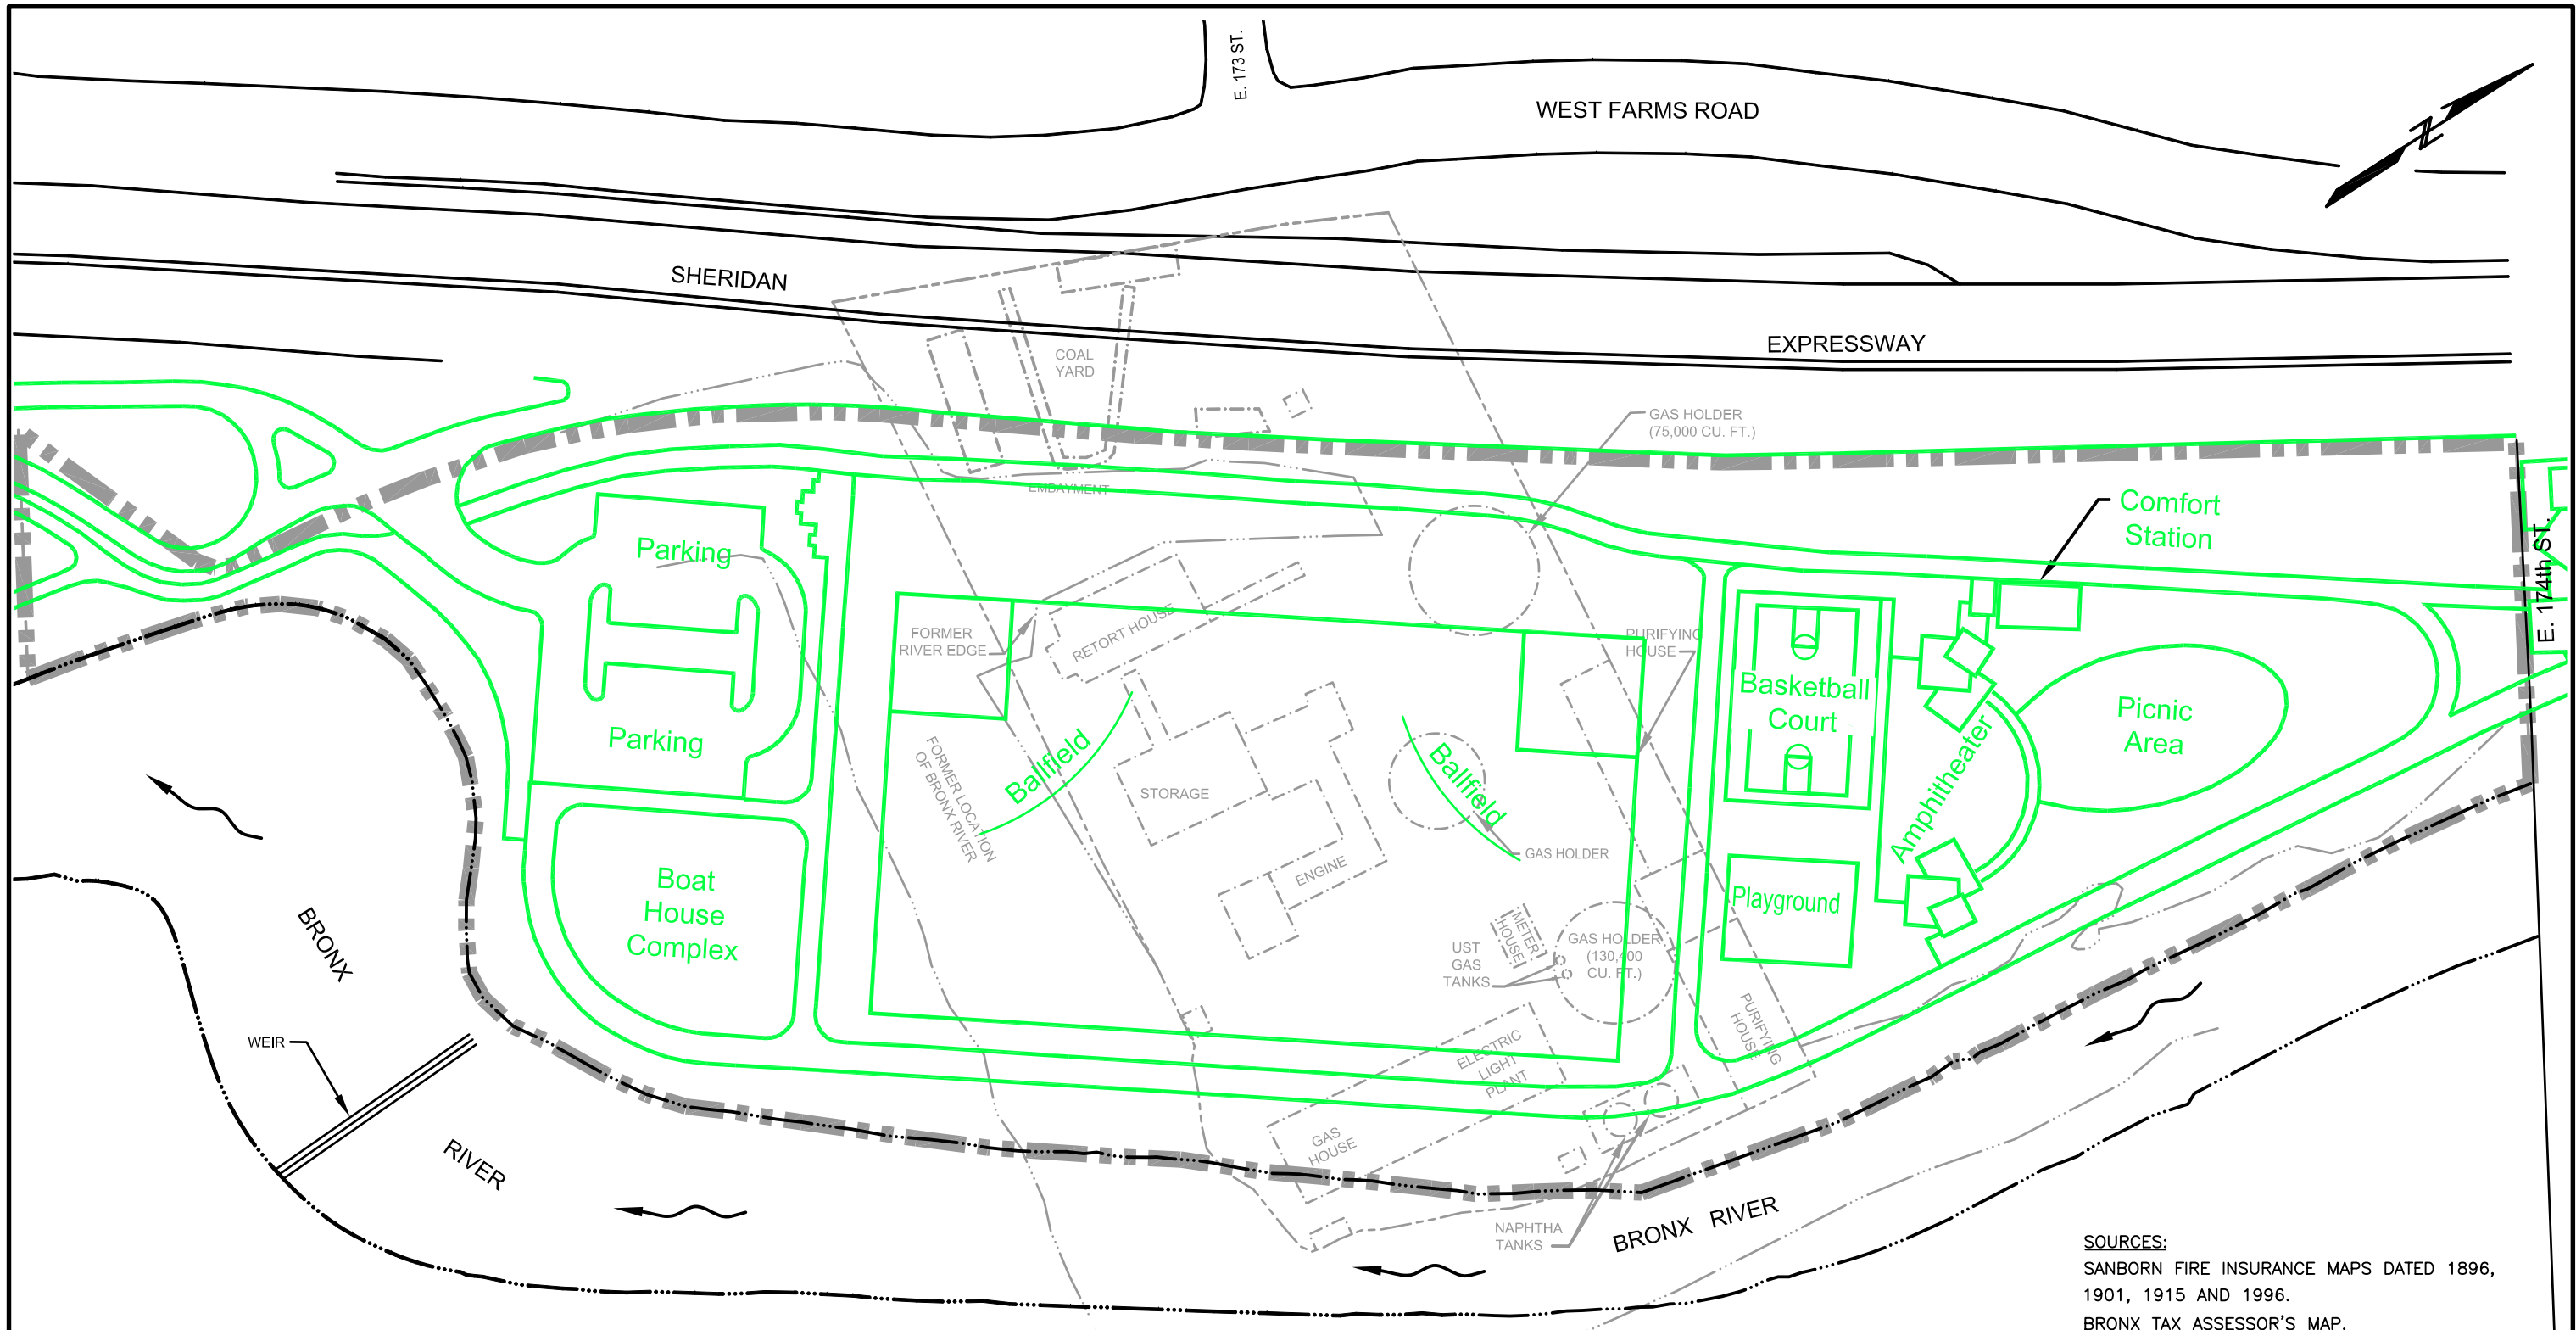 E. 173 ST.
WEST FARMS ROAD
N
SHERIDAN
EXPRESSWAY
COAL
YARD
GAS HOLDER
(75,000 CU. FT.)
EMBAYMENT
Comfort
Station
E. 174th ST.
Parking
FORMER
RIVER EDGE
RETORT HOUSE
PURIFYING
HOUSE
Basketball
Court
Picnic
Area
Parking
FORMER LOCATION
OF BRONX RIVER
Ballfield
STORAGE
Ballfield
Amphitheater
GAS HOLDER
ENGINE
Boat
House
Complex
Playground
BRONX
METER
HOUSE
UST
GAS
TANKS
GAS HOLDER
(130,400
CU. FT.)
WEIR
PURIFYING
HOUSE
ELECTRIC
LIGHT
PLANT
GAS
HOUSE
RIVER
NAPHTHA
TANKS
BRONX RIVER
SOURCES:
SANBORN FIRE INSURANCE MAPS DATED 1896,
1901, 1915 AND 1996.
BRONX TAX ASSESSOR'S MAP.